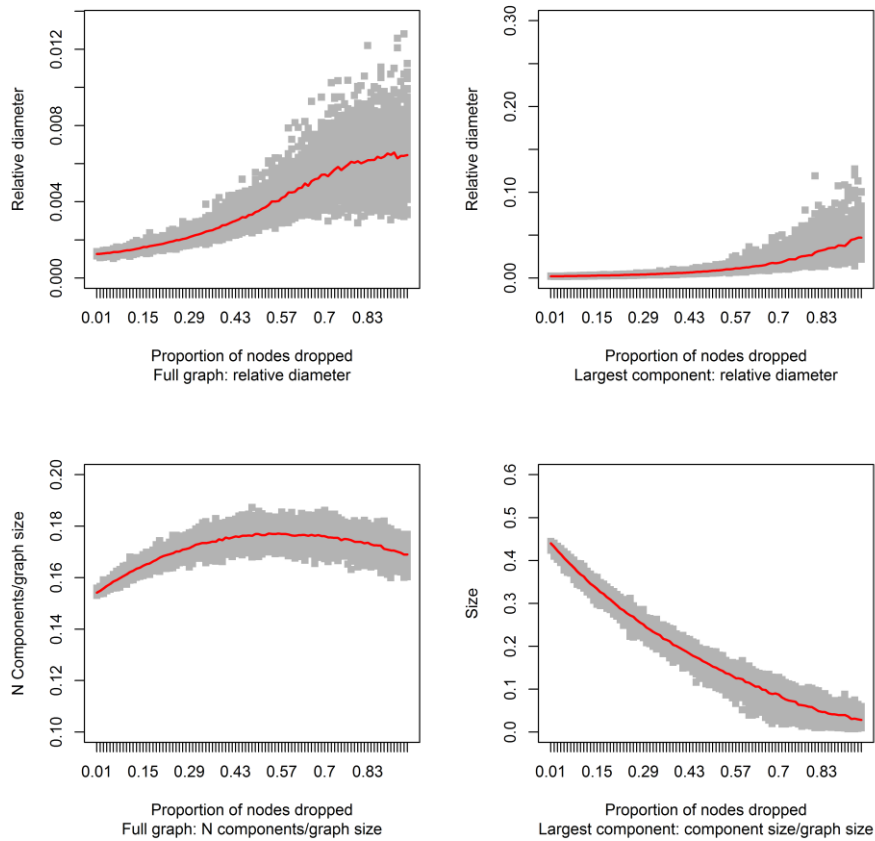 Relative diameter
0.012
0.008
0.004
0.000
0.01 0.15 0.29 0.43 0.57 0.7 0.83
Proportion of nodes dropped
Full graph: relative diameter
Relative diameter
0.30
0.20
0.10
0.00
0.01 0.15 0.29 0.43 0.57 0.7 0.83
Proportion of nodes dropped
Largest component: relative diameter
N Components/graph size
0.20
0.18
0.16
0.14
0.12
0.10
0.01 0.15 0.29 0.43 0.57 0.7 0.83
Proportion of nodes dropped
Full graph: N components/graph size
Size
0.6
0.5
0.4
0.3
0.2
0.1
0.0
0.01 0.15 0.29 0.43 0.57 0.7 0.83
Proportion of nodes dropped
Largest component: component size/graph size